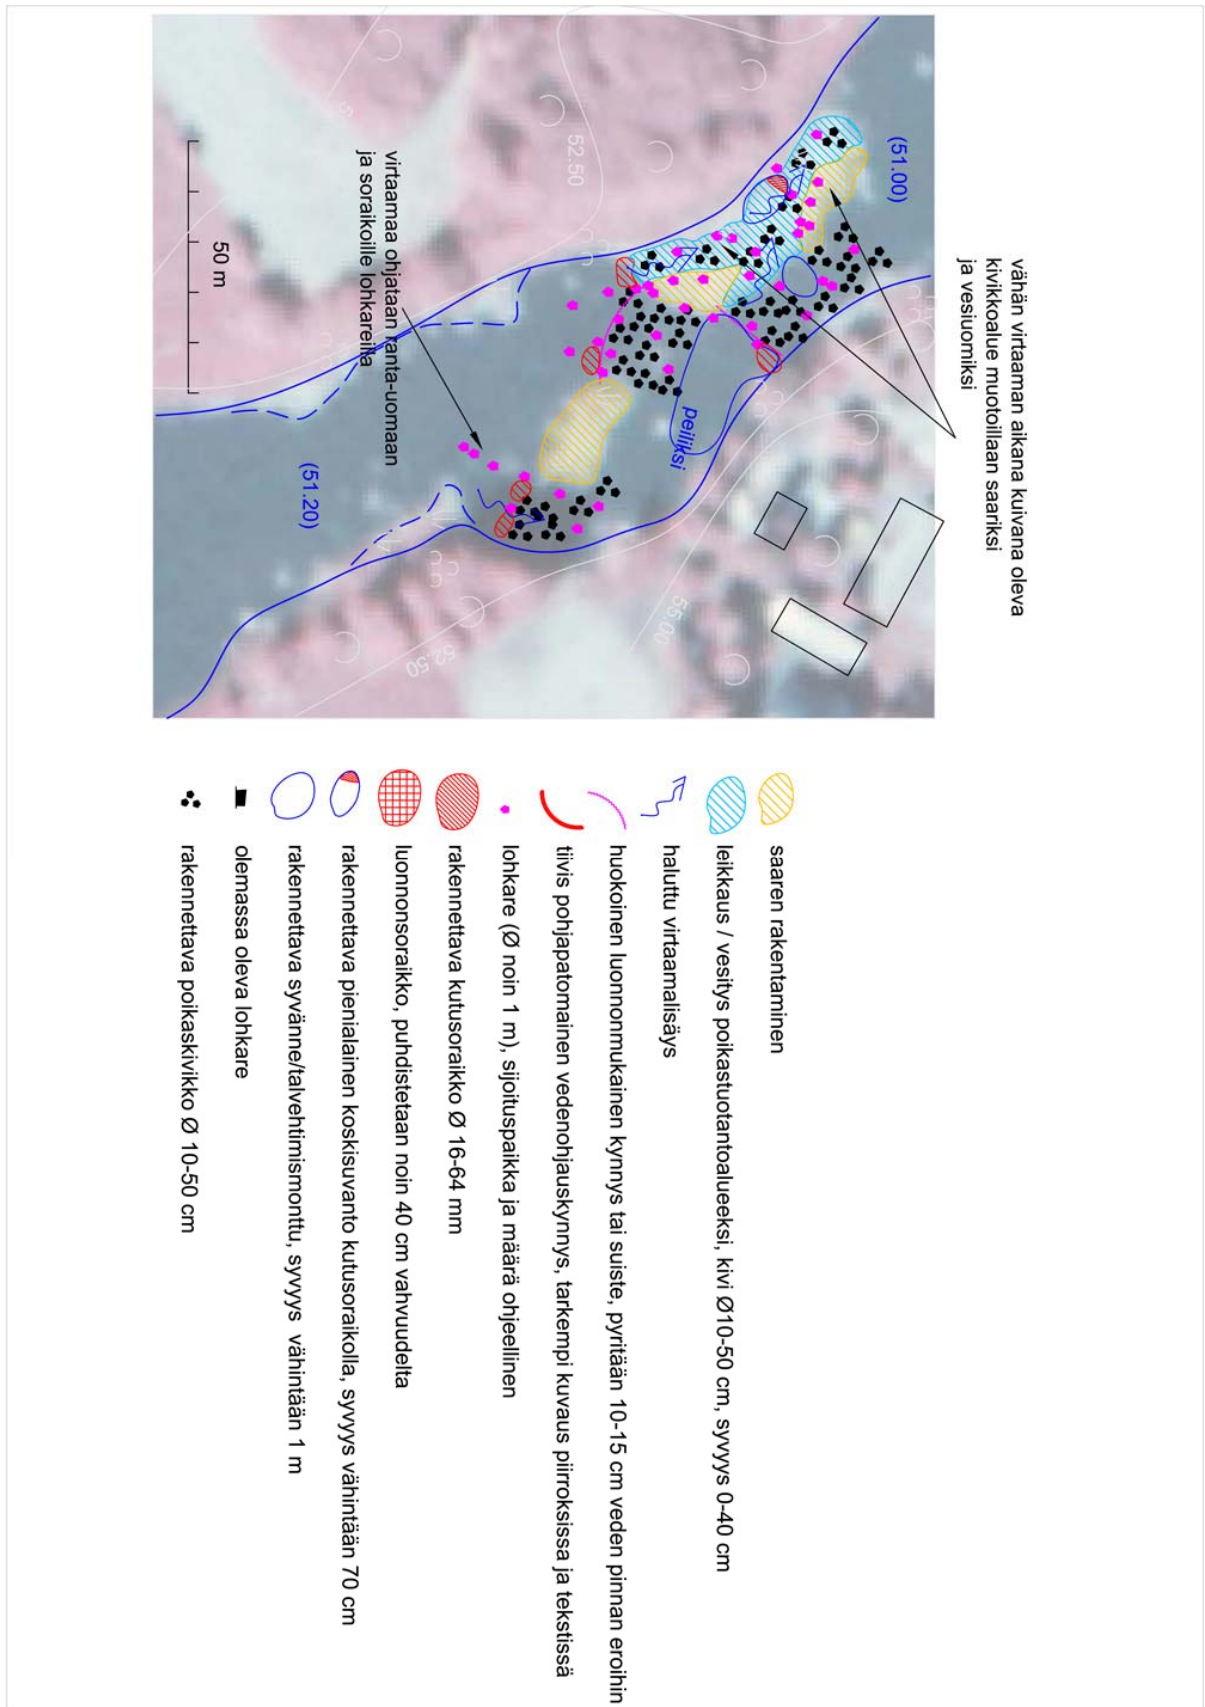 vähän virtaaman aikana kuivana oleva
kivikkoalue muotoillaan saariksi
ja vesiuomiksi
(51.00)
52.50
peiliksi
virtaamaa ohjataan ranta-uomaan
ja soraikoille lohkareilla
(51.20)
55.00
52.50
50 m
saaren rakentaminen
leikkaus / vesitys poikastuotantoalueeksi, kivi Ø10-50 cm, syvyys 0-40 cm
haluttu virtaamalisäys
huokoinen luonnonmukainen kynnys tai suiste, pyritään 10-15 cm veden pinnan eroihin
tiivis pohjapatomainen vedenohjauskynnys, tarkempi kuvaus piirroksissa ja tekstissä
lohkare (Ø noin 1 m), sijoituspaikka ja määrä ohjeellinen
rakennettava kutusoraikko Ø 16-64 mm
luonnonsoraikko, puhdistetaan noin 40 cm vahvuudelta
rakennettava pienialainen koskisuvanto kutusoraikolla, syvyys vähintään 70 cm
rakennettava syvänne/talvehtimismonttu, syvyys vähintään 1 m
olemassa oleva lohkare
rakennettava poikaskivikko Ø 10-50 cm